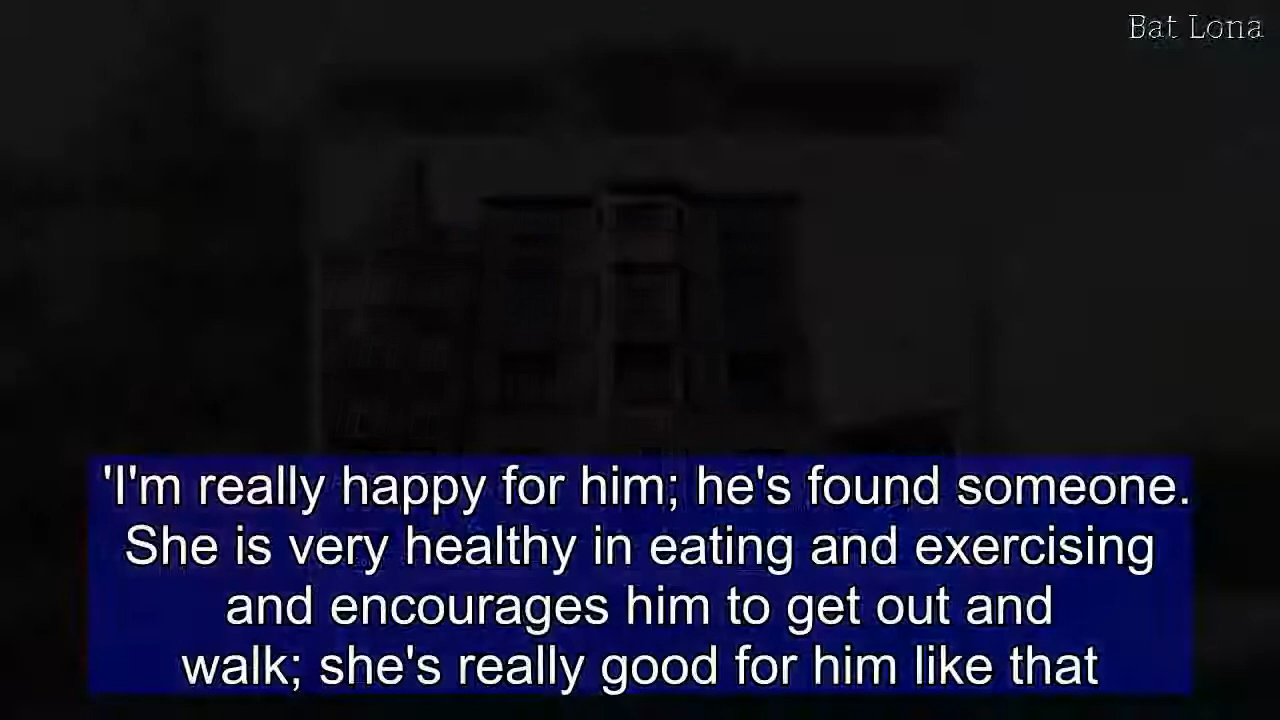 Bat Lona
'I'm really happy for him; he's found someone.
She is very healthy in eating and exercising
and encourages him to get out and
walk; she's really good for him like that